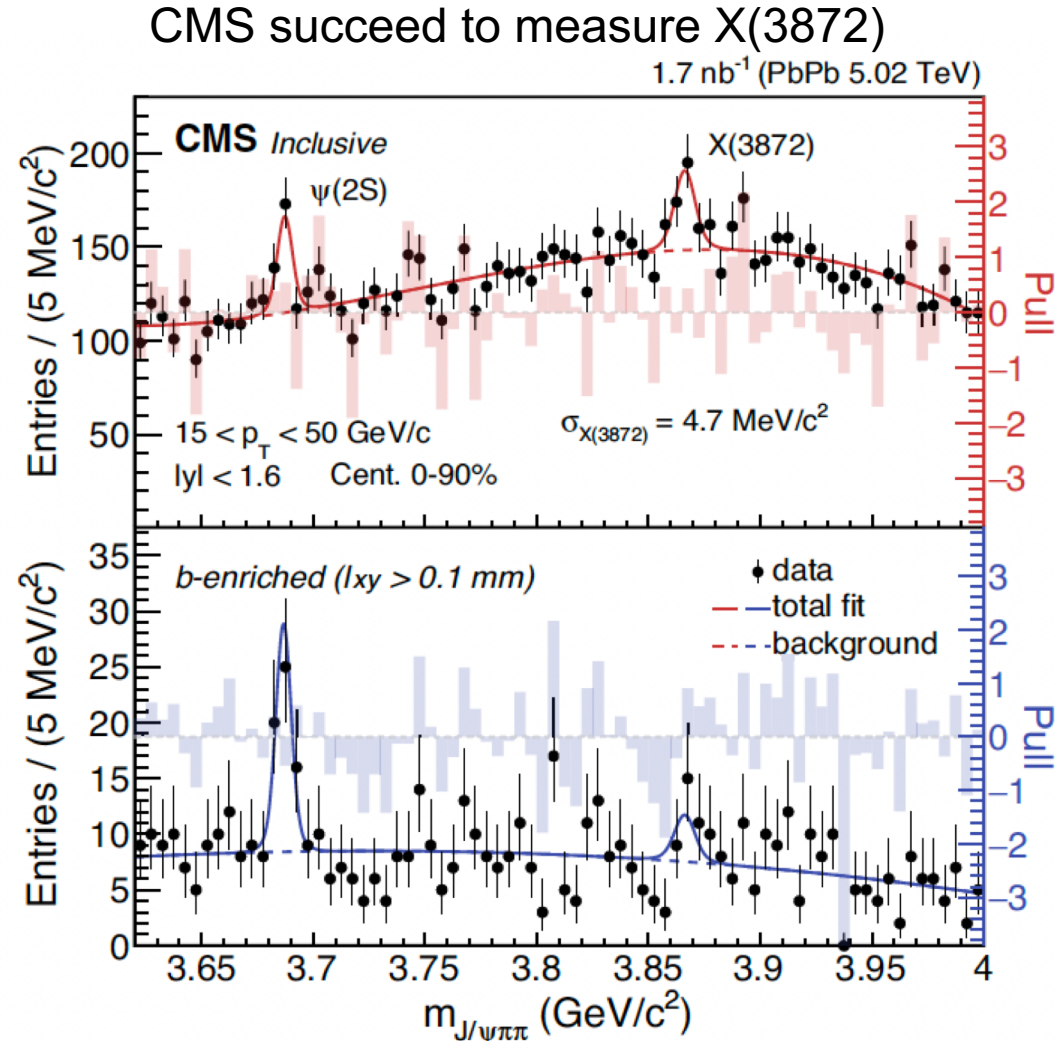 CMS succeed to measure X(3872)
1.7 nb⁻¹ (PbPb 5.02 TeV)
CMS Inclusive
ψ(2S)
X(3872)
15 < p_T < 50 GeV/c
|y| < 1.6 Cent. 0-90%
σ_X(3872) = 4.7 MeV/c²
Entries / (5 MeV/c²)
200
150
100
50
Pull
3
2
1
0
−1
−2
−3
b-enriched (lxy > 0.1 mm)
data
total fit
background
Entries / (5 MeV/c²)
35
30
25
20
15
10
5
0
Pull
3
2
1
0
−1
−2
−3
3.65 3.7 3.75 3.8 3.85 3.9 3.95 4
m_J/ψππ (GeV/c²)